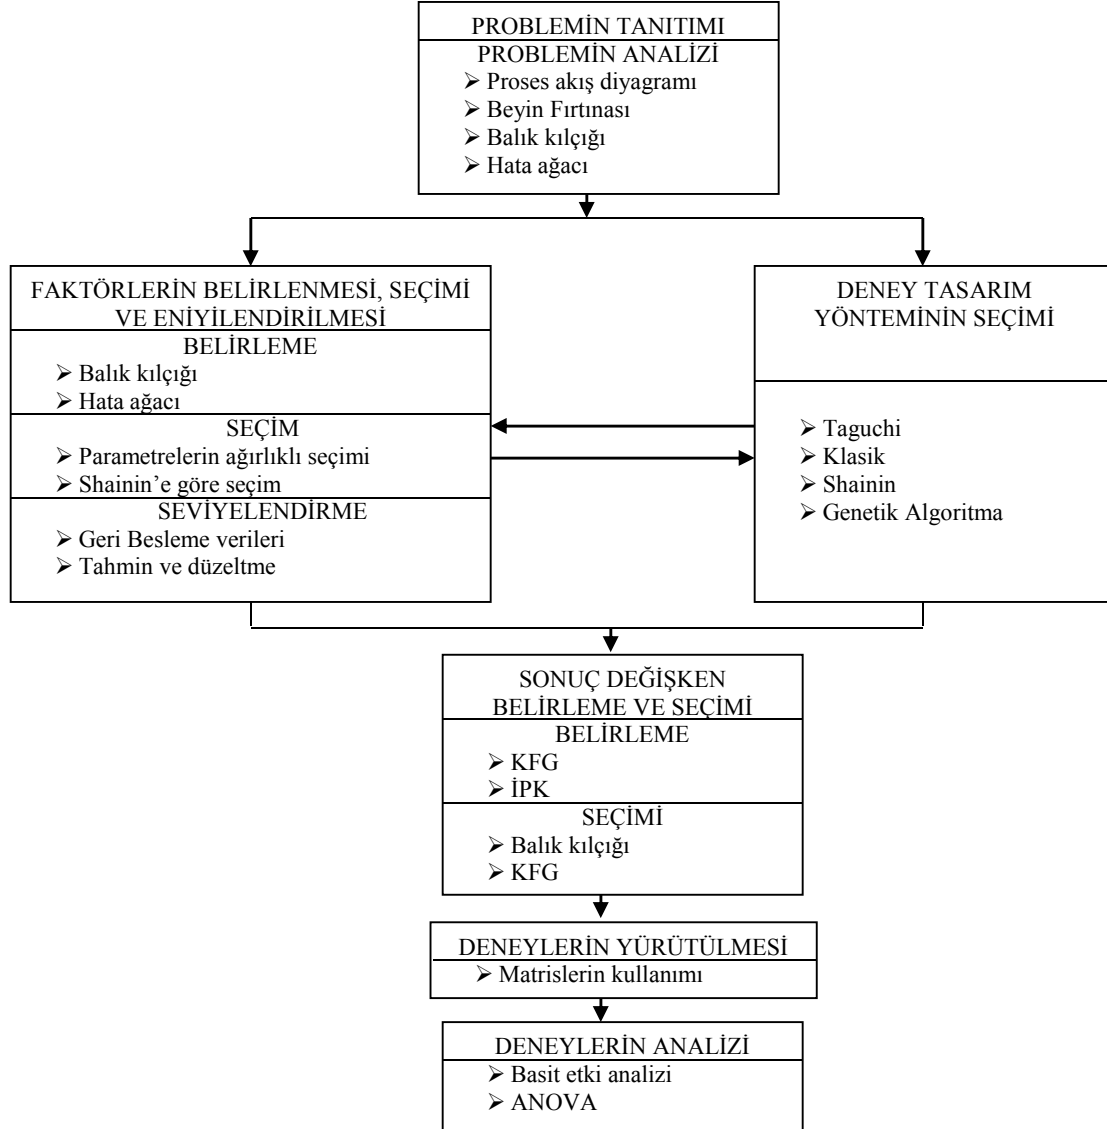 PROBLEMİN TANITIMI
PROBLEMİN ANALİZİ
➢ Proses akış diyagramı
➢ Beyin Fırtınası
➢ Balık kılçığı
➢ Hata ağacı
FAKTÖRLERİN BELİRLENMESİ, SEÇİMİ
VE ENİYİLENDİRİLMESİ
BELİRLEME
➢ Balık kılçığı
➢ Hata ağacı
SEÇİM
➢ Parametrelerin ağırlıklı seçimi
➢ Shainin’e göre seçim
SEVİYELENDİRME
➢ Geri Besleme verileri
➢ Tahmin ve düzeltme
DENEY TASARIM
YÖNTEMİNİN SEÇİMİ
➢ Taguchi
➢ Klasik
➢ Shainin
➢ Genetik Algoritma
SONUÇ DEĞİŞKEN
BELİRLEME VE SEÇİMİ
BELİRLEME
➢ KFG
➢ İPK
SEÇİMİ
➢ Balık kılçığı
➢ KFG
DENEYLERİN YÜRÜTÜLMESİ
➢ Matrislerin kullanımı
DENEYLERİN ANALİZİ
➢ Basit etki analizi
➢ ANOVA